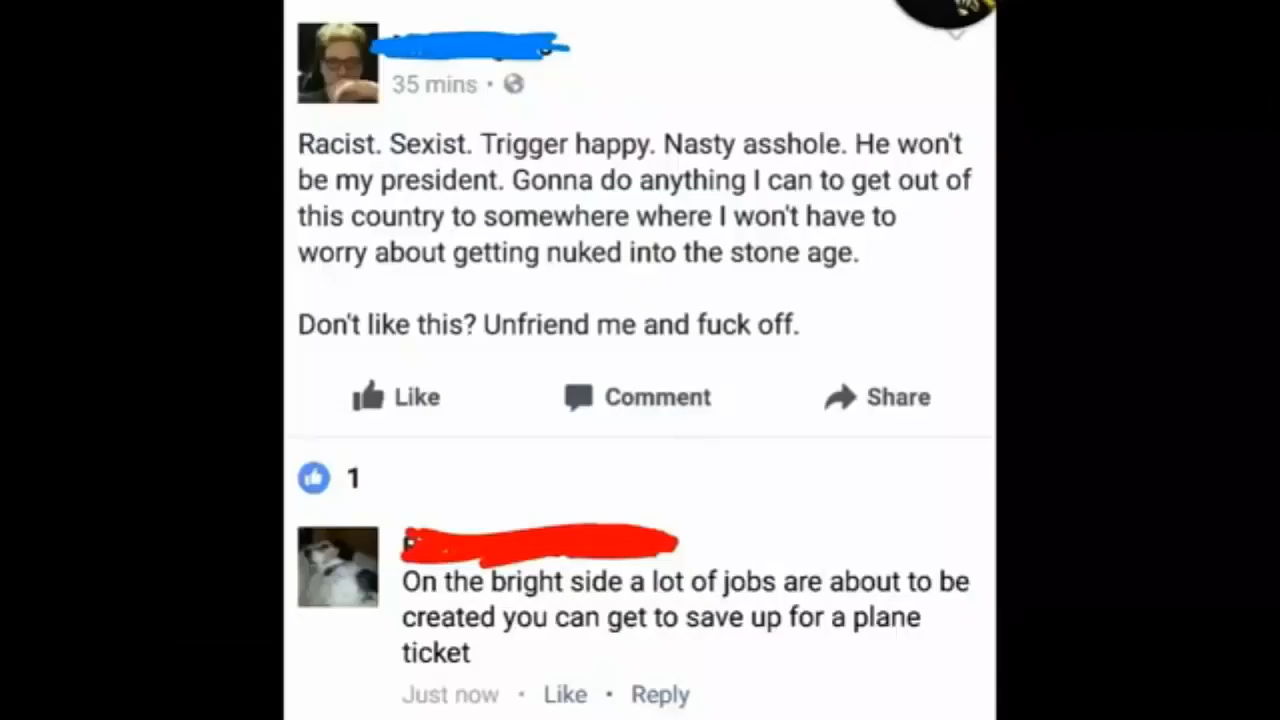 35 mins ·
Racist. Sexist. Trigger happy. Nasty asshole. He won't
be my president. Gonna do anything I can to get out of
this country to somewhere where I won't have to
worry about getting nuked into the stone age.
Don't like this? Unfriend me and fuck off.
Like Comment Share
1
On the bright side a lot of jobs are about to be
created you can get to save up for a plane
ticket
Just now · Like · Reply